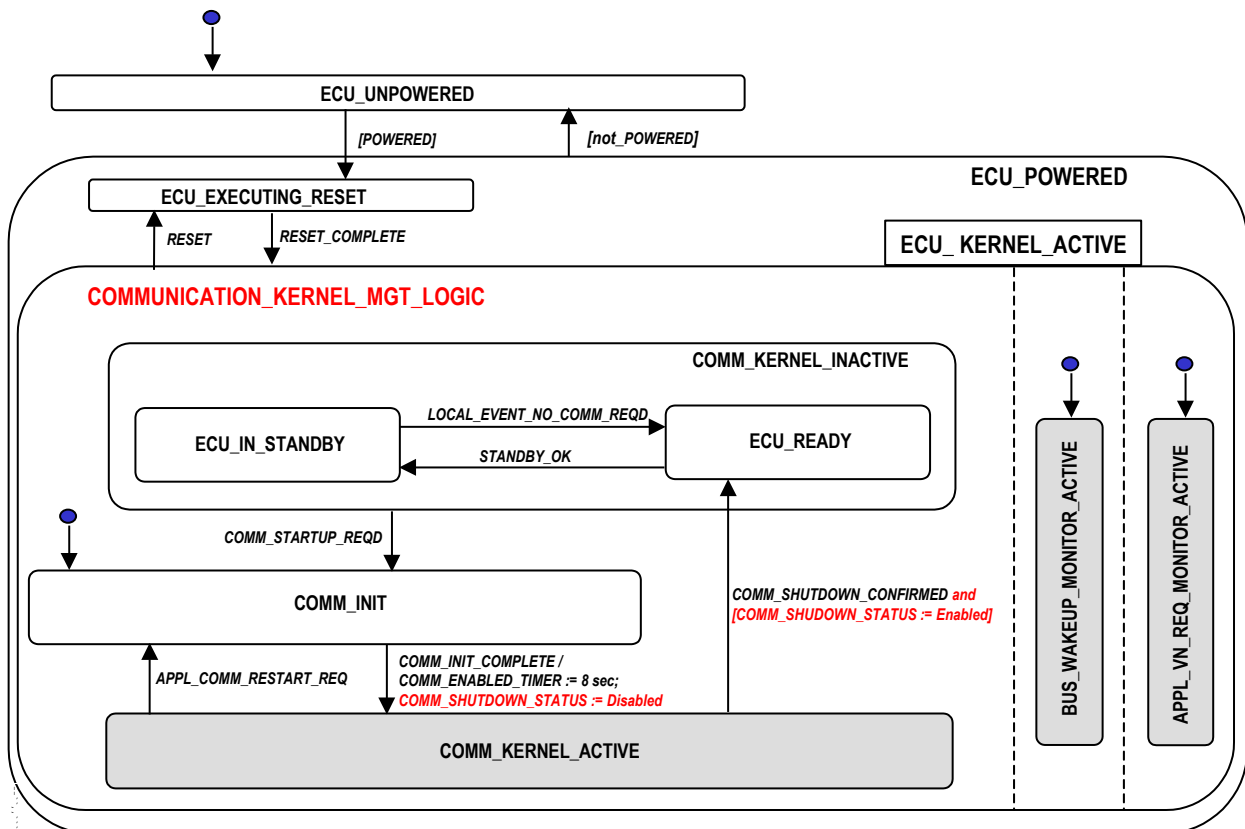 ECU_UNPOWERED
[POWERED]
[not_POWERED]
ECU_POWERED
ECU_EXECUTING_RESET
RESET
RESET_COMPLETE
ECU_ KERNEL_ACTIVE
COMMUNICATION_KERNEL_MGT_LOGIC
COMM_KERNEL_INACTIVE
ECU_IN_STANDBY
LOCAL_EVENT_NO_COMM_REQD
STANDBY_OK
ECU_READY
COMM_STARTUP_REQD
COMM_INIT
APPL_COMM_RESTART_REQ
COMM_INIT_COMPLETE /
COMM_ENABLED_TIMER := 8 sec;
COMM_SHUTDOWN_STATUS := Disabled
COMM_SHUTDOWN_CONFIRMED and
[COMM_SHUDOWN_STATUS := Enabled]
COMM_KERNEL_ACTIVE
BUS_WAKEUP_MONITOR_ACTIVE
APPL_VN_REQ_MONITOR_ACTIVE